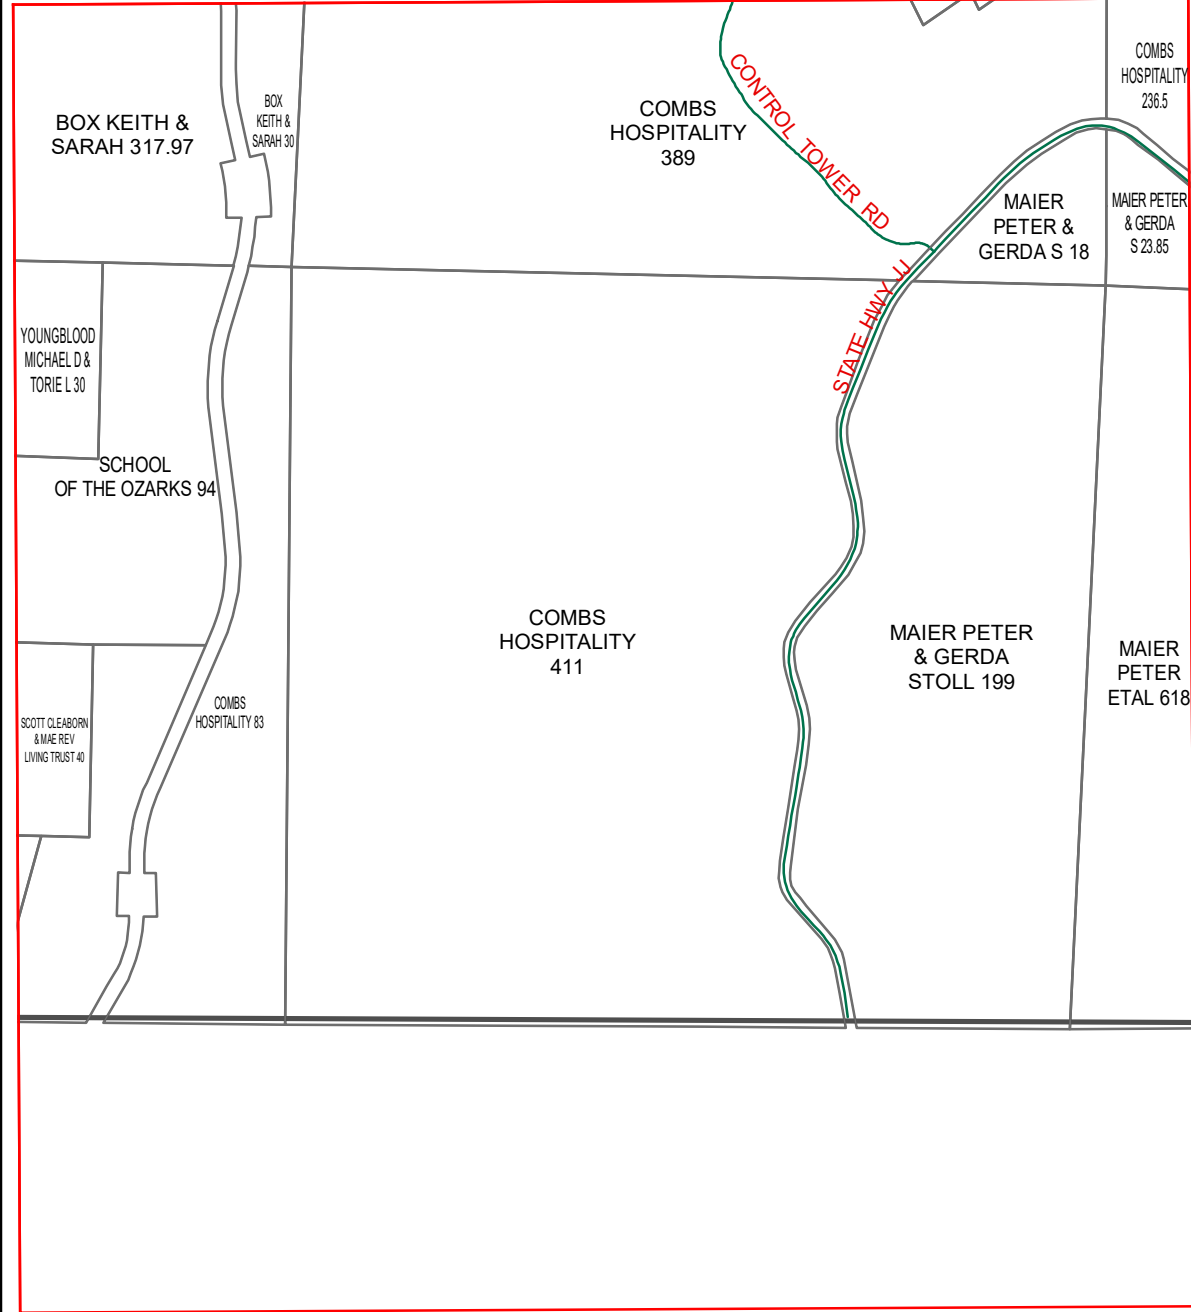 COMBS
HOSPITALITY
236.5
BOX KEITH &
SARAH 317.97
BOX
KEITH &
SARAH 30
COMBS
HOSPITALITY
389
CONTROL TOWER RD
MAIER
PETER &
GERDA S 18
MAIER PETER
& GERDA
S 23.85
STATE HWY JJ
YOUNGBLOOD
MICHAEL D &
TORIE L 30
SCHOOL
OF THE OZARKS 94
COMBS
HOSPITALITY
411
MAIER PETER
& GERDA
STOLL 199
MAIER
PETER
ETAL 618
SCOTT CLEABORN
& MAE REV
LIVING TRUST 40
COMBS
HOSPITALITY 83